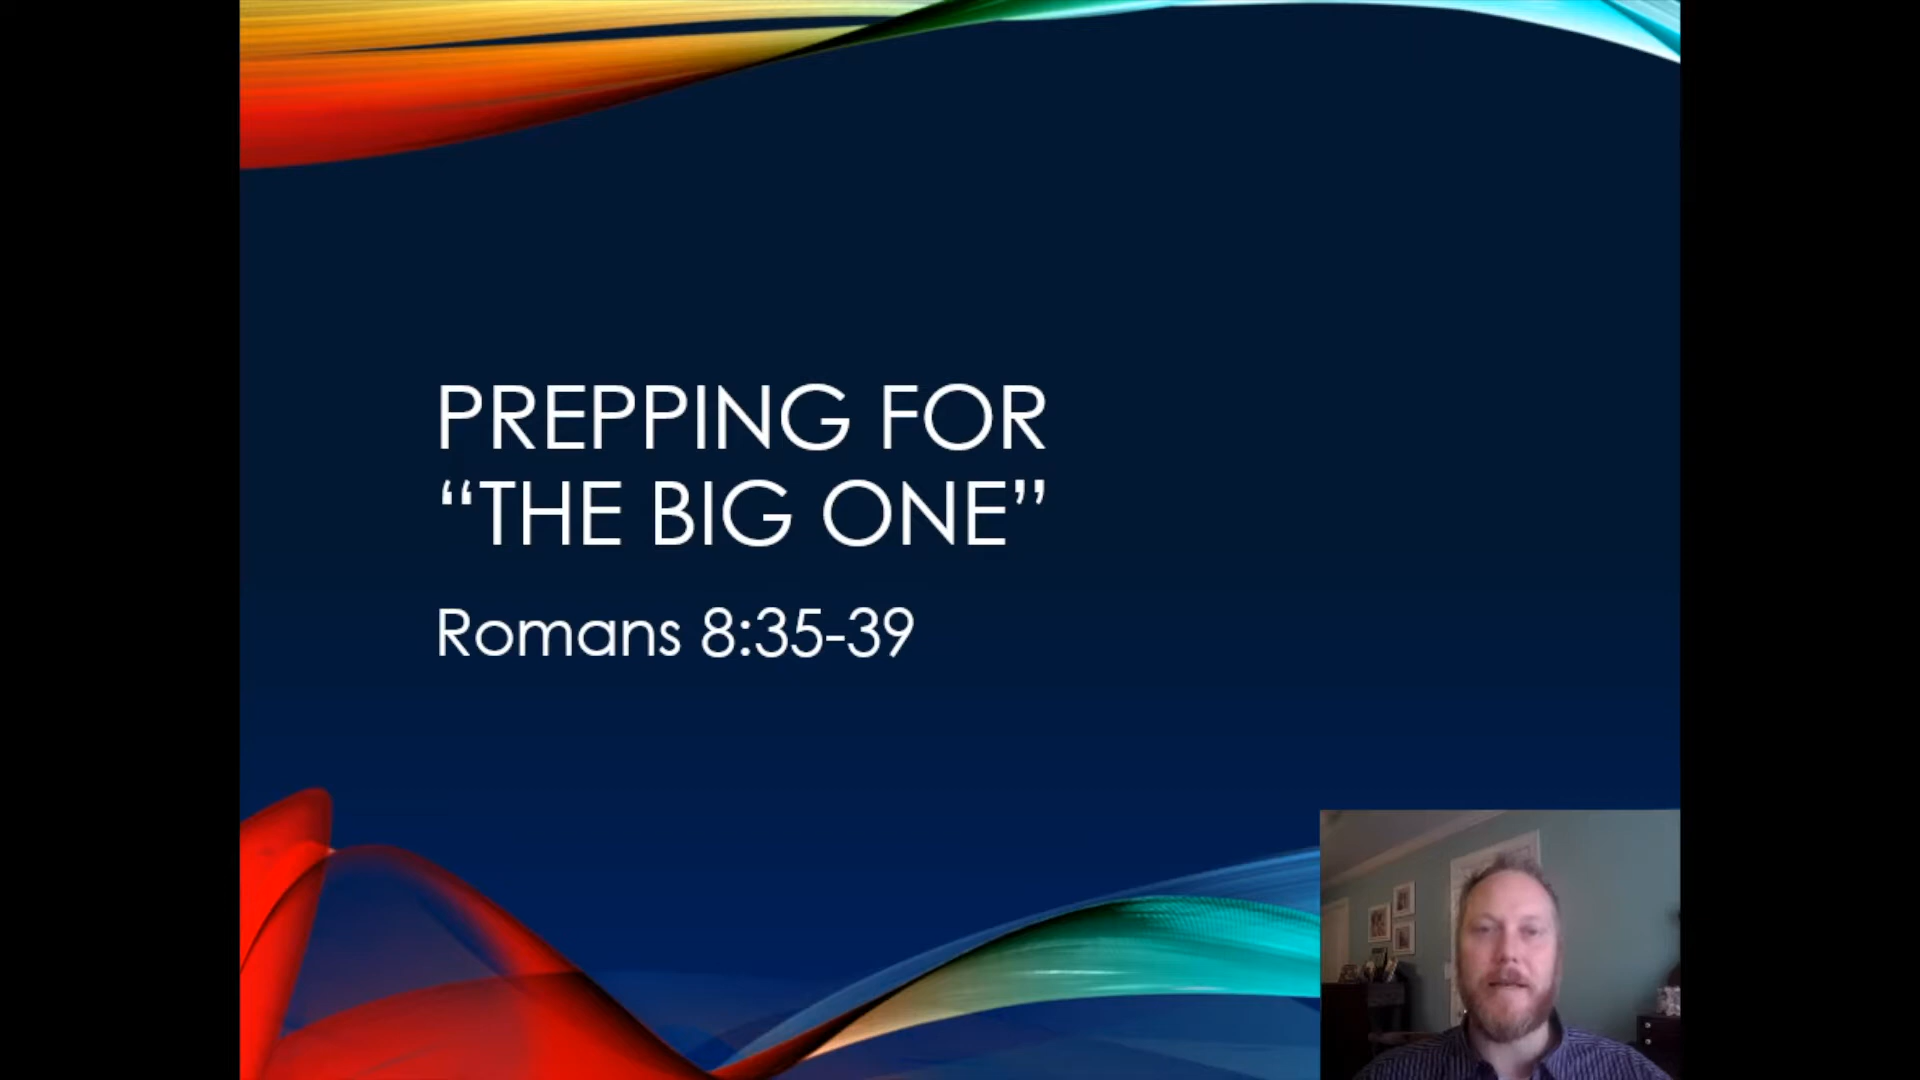 PREPPING FOR
“THE BIG ONE”
Romans 8:35-39